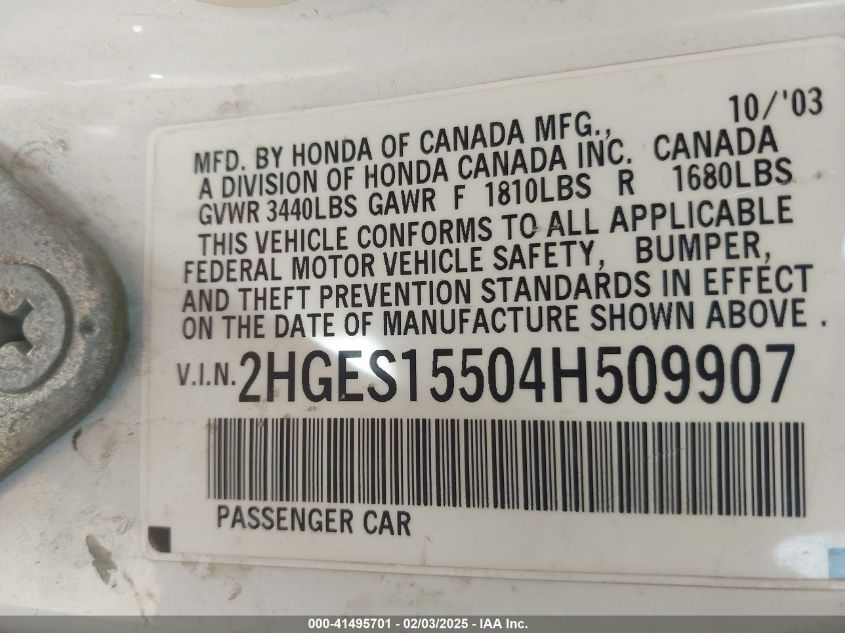 10/'03
MFD. BY HONDA OF CANADA MFG.,
A DIVISION OF HONDA CANADA INC. CANADA
GVWR 3440LBS GAWR F 1810LBS R 1680LBS
THIS VEHICLE CONFORMS TO ALL APPLICABLE
FEDERAL MOTOR VEHICLE SAFETY, BUMPER,
AND THEFT PREVENTION STANDARDS IN EFFECT
ON THE DATE OF MANUFACTURE SHOWN ABOVE .
V.I.N. 2HGES15504H509907
PASSENGER CAR
000-41495701 - 02/03/2025 - IAA Inc.